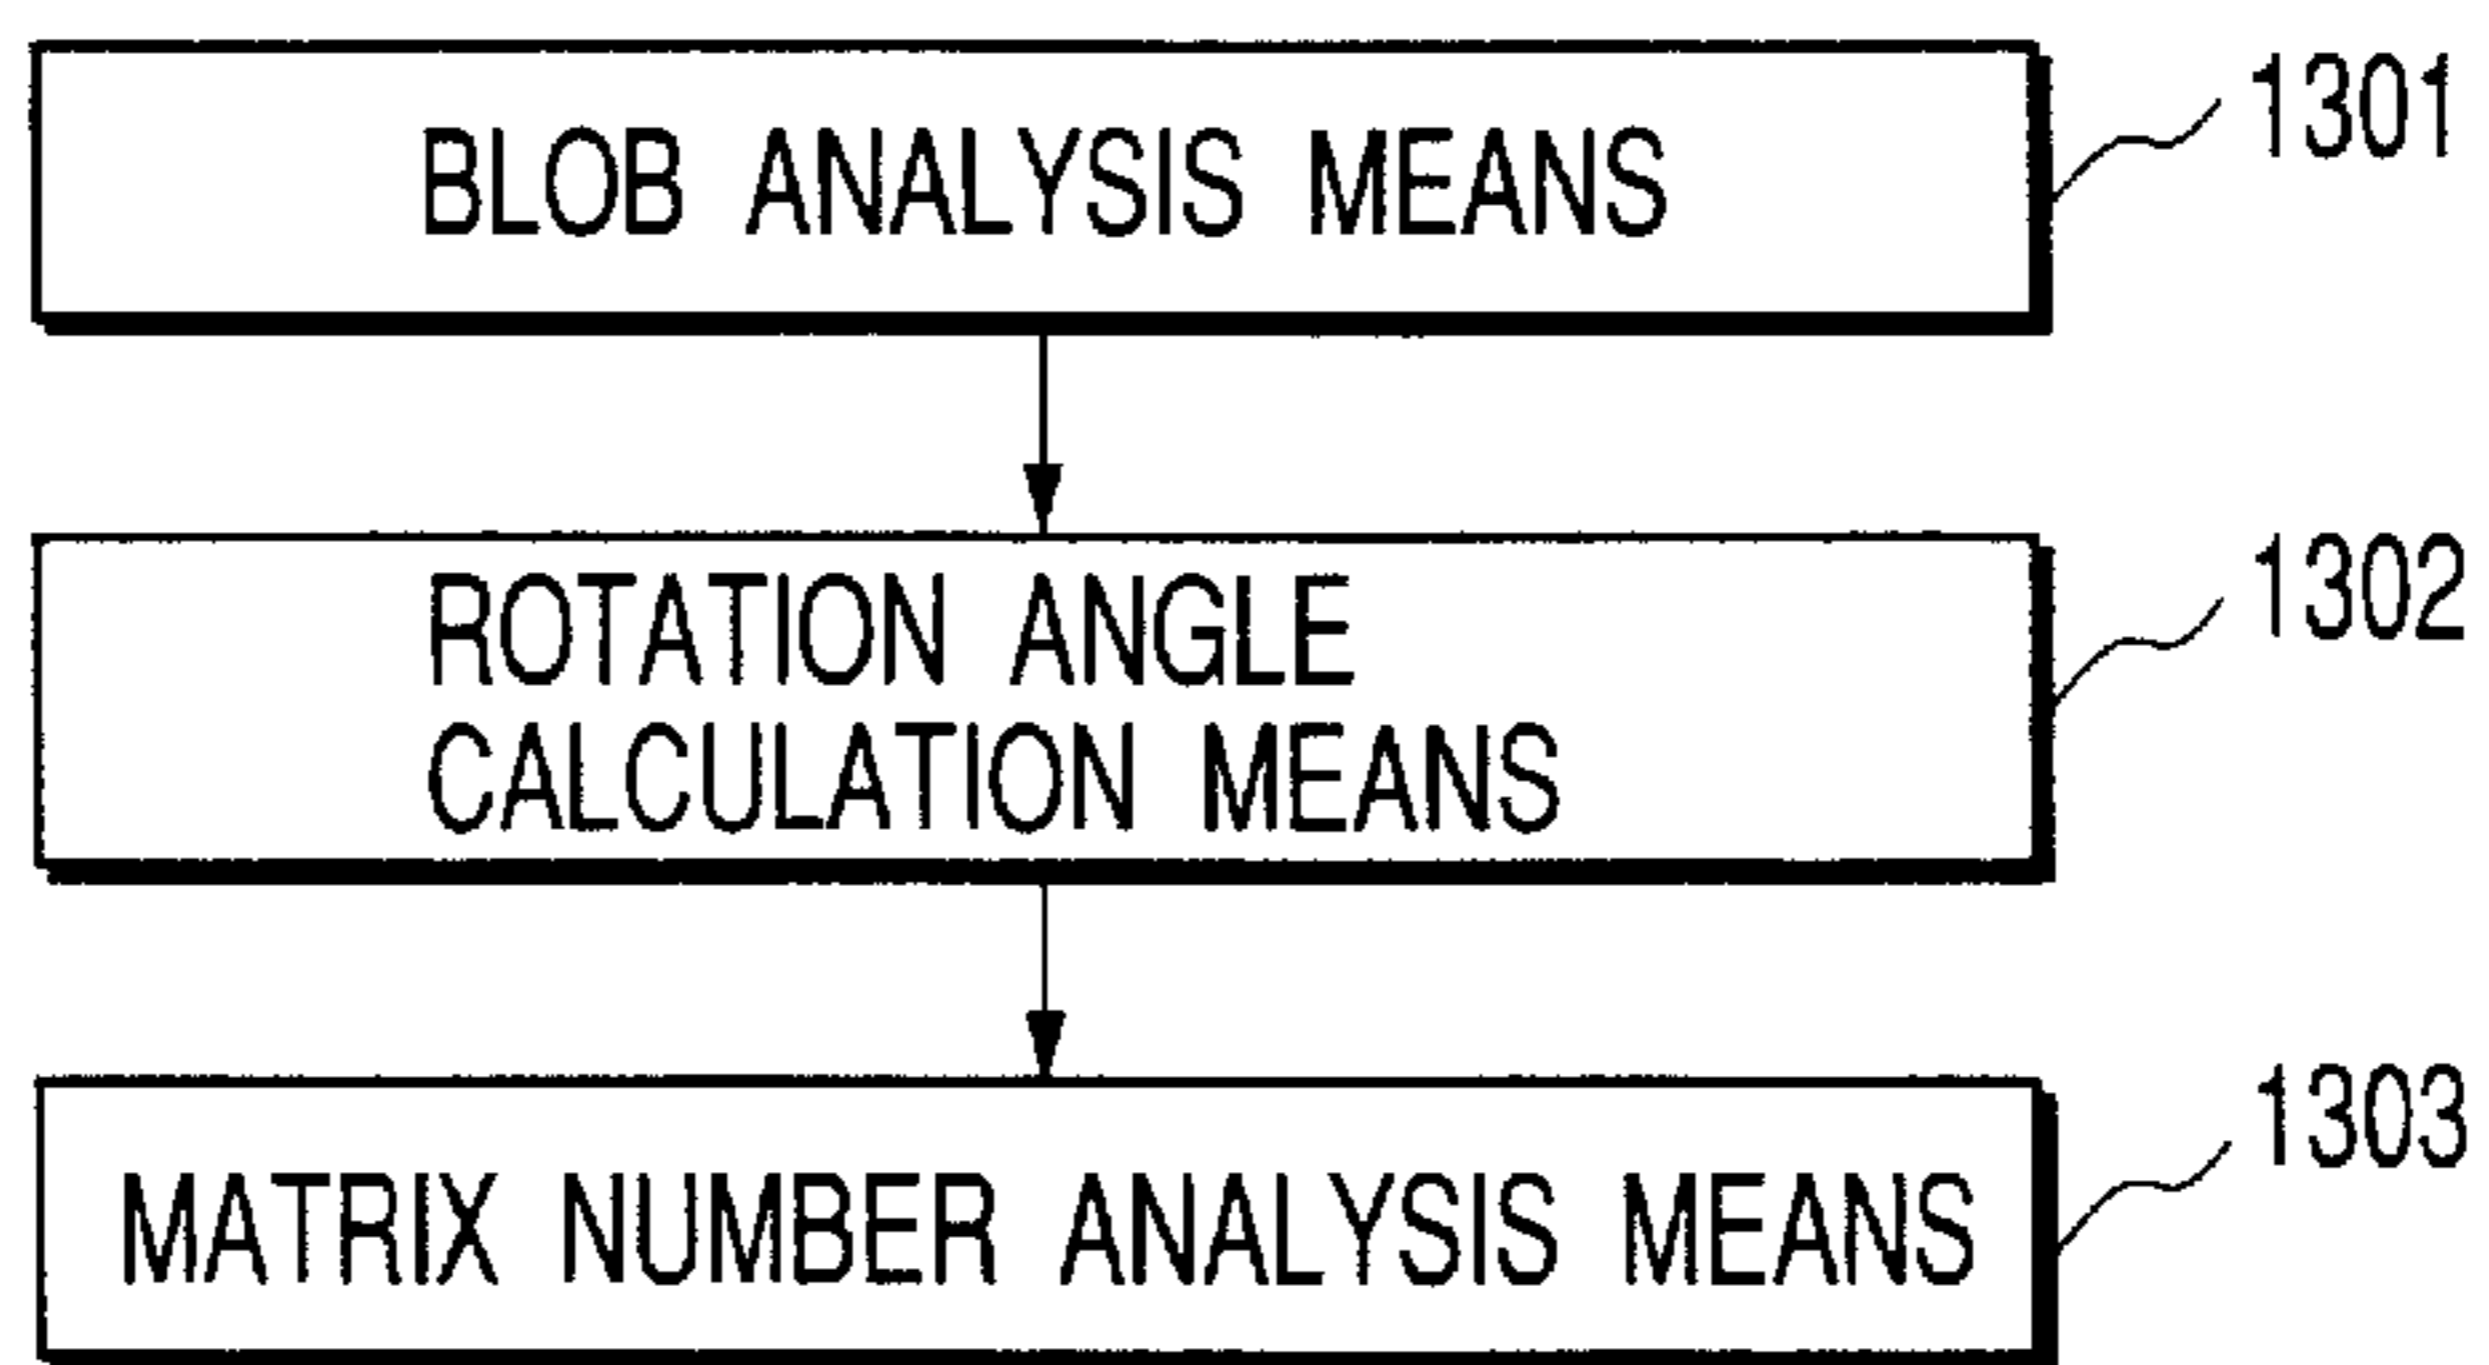 BLOB ANALYSIS MEANS
1301
ROTATION ANGLE
CALCULATION MEANS
1302
MATRIX NUMBER ANALYSIS MEANS
1303